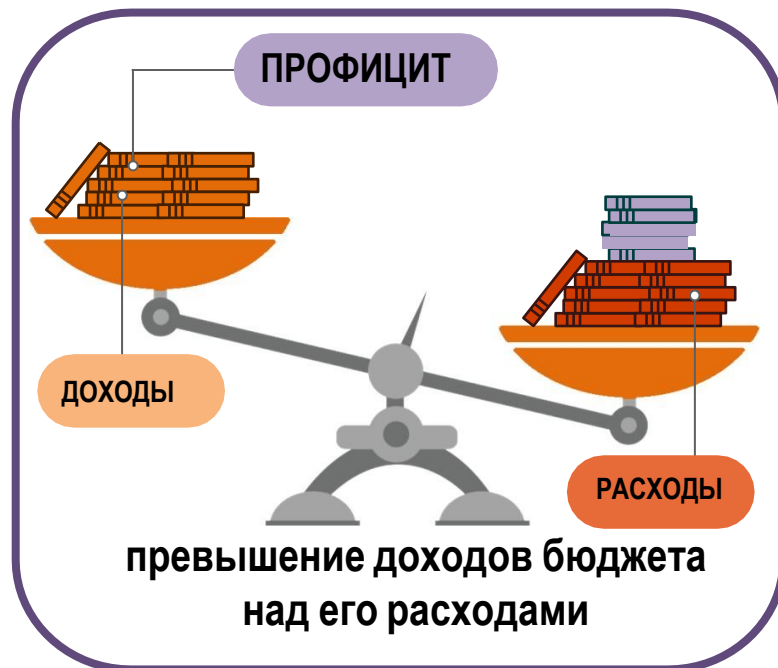 ПРОФИЦИТ
ДОХОДЫ
РАСХОДЫ
превышение доходов бюджета
над его расходами